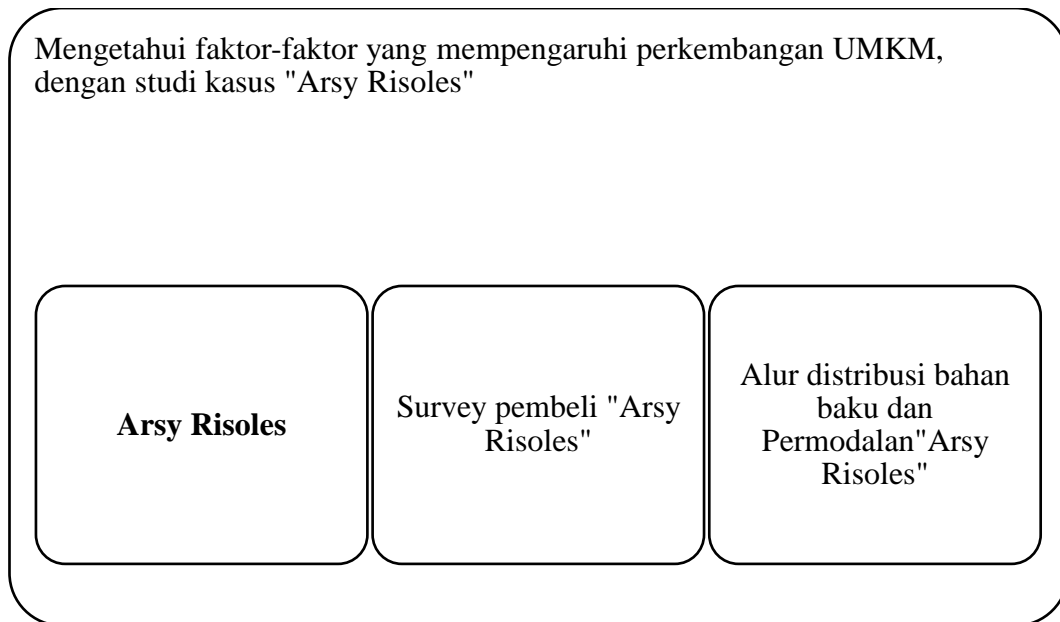 Mengetahui faktor-faktor yang mempengaruhi perkembangan UMKM,
dengan studi kasus "Arsy Risoles"
Arsy Risoles
Survey pembeli "Arsy
Risoles"
Alur distribusi bahan
baku dan
Permodalan"Arsy
Risoles"